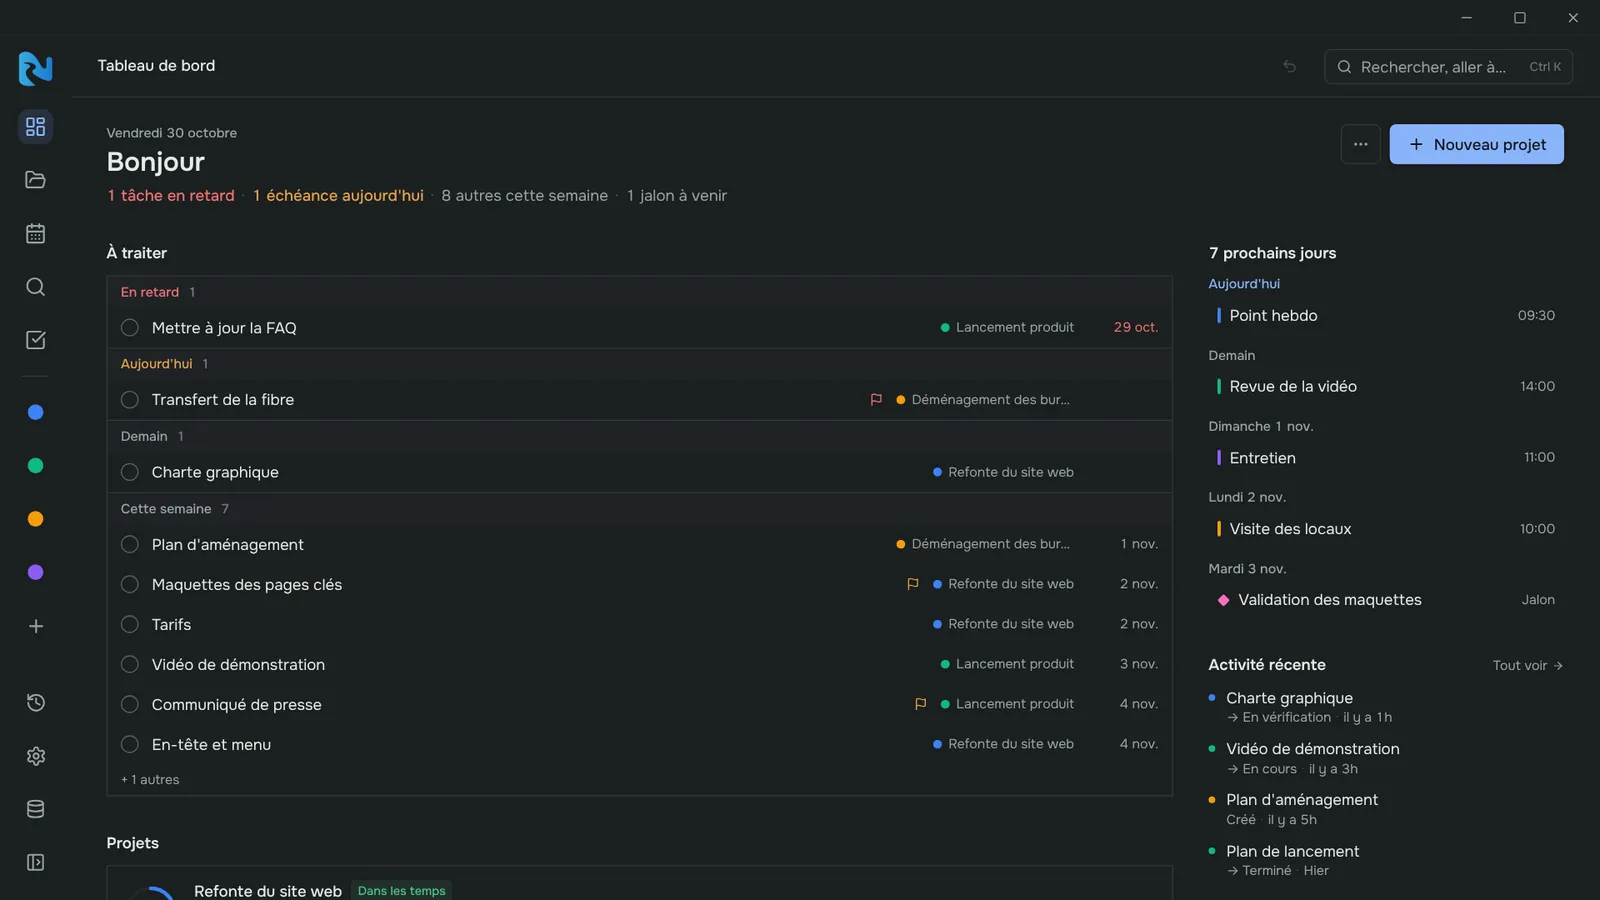 Tableau de bord
Rechercher, aller à... Ctrl K
Vendredi 30 octobre
Bonjour
1 tâche en retard · 1 échéance aujourd'hui · 8 autres cette semaine · 1 jalon à venir
... + Nouveau projet
À traiter
En retard 1
Mettre à jour la FAQ Lancement produit 29 oct.
Aujourd'hui 1
Transfert de la fibre Déménagement des bur...
Demain 1
Charte graphique Refonte du site web
Cette semaine 7
Plan d'aménagement Déménagement des bur... 1 nov.
Maquettes des pages clés Refonte du site web 2 nov.
Tarifs Refonte du site web 2 nov.
Vidéo de démonstration Lancement produit 3 nov.
Communiqué de presse Lancement produit 4 nov.
En-tête et menu Refonte du site web 4 nov.
+ 1 autres
Projets
Refonte du site web Dans les temps
7 prochains jours
Aujourd'hui
Point hebdo 09:30
Demain
Revue de la vidéo 14:00
Dimanche 1 nov.
Entretien 11:00
Lundi 2 nov.
Visite des locaux 10:00
Mardi 3 nov.
Validation des maquettes Jalon
Activité récente Tout voir →
Charte graphique
→ En vérification · il y a 1h
Vidéo de démonstration
→ En cours · il y a 3h
Plan d'aménagement
Créé · il y a 5h
Plan de lancement
→ Terminé · Hier